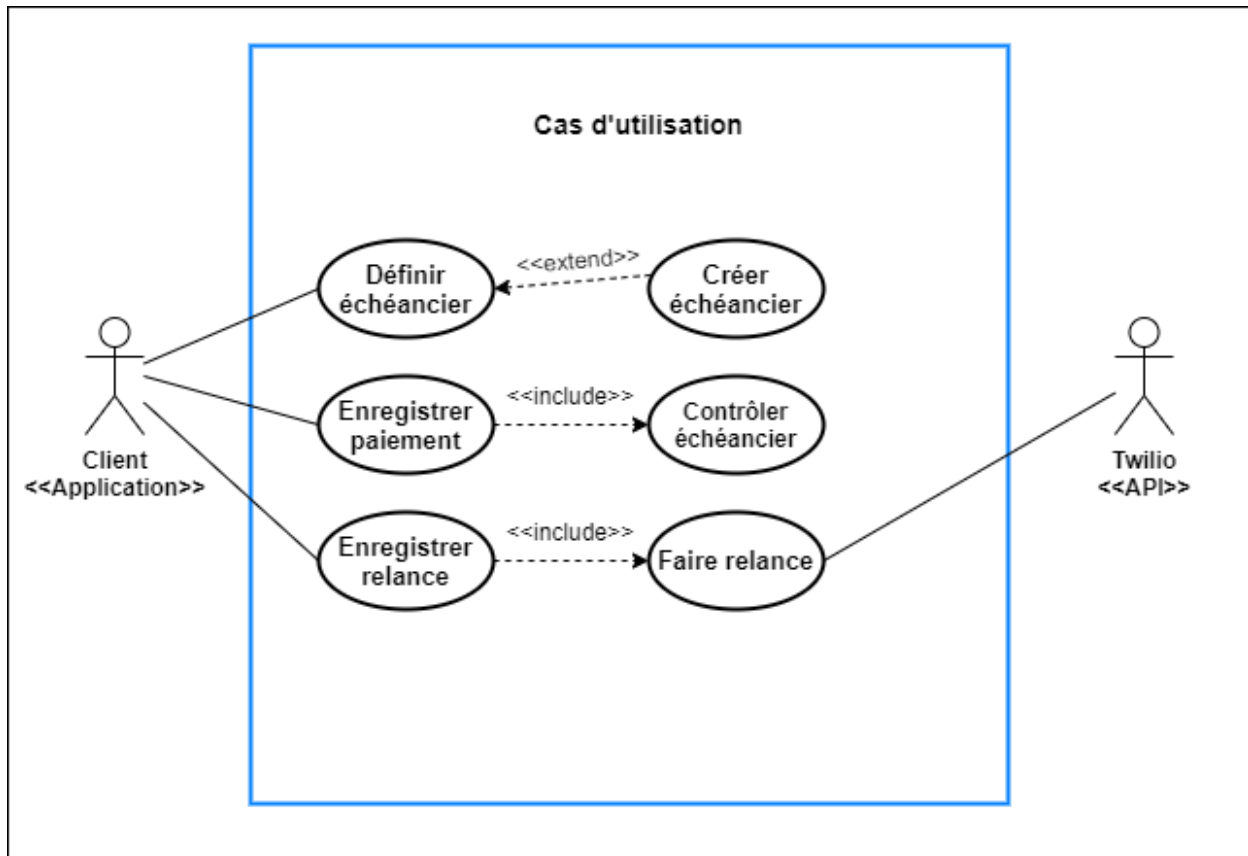 Cas d'utilisation
Définir
échéancier
<<extend>>
Créer
échéancier
Enregistrer
paiement
<<include>>
Contrôler
échéancier
Client
<<Application>>
Twilio
<<API>>
Enregistrer
relance
<<include>>
Faire relance